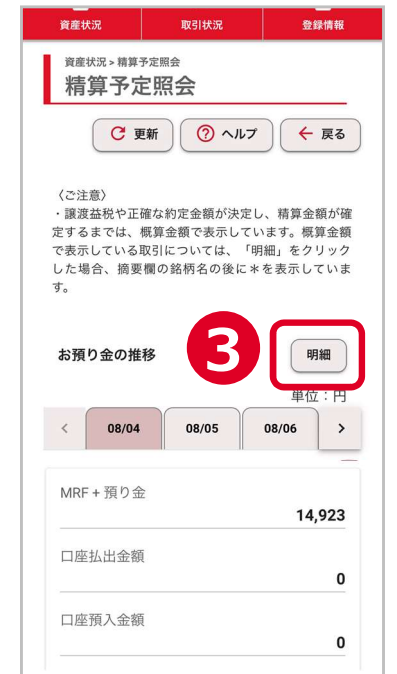 資産状況 取引状況 登録情報
資産状況 > 精算予定照会
精算予定照会
更新 ヘルプ 戻る
〈ご注意〉
・譲渡益税や正確な約定金額が決定し、精算金額が確
定するまでは、概算金額で表示しています。概算金額
で表示している取引については、「明細」をクリック
した場合、摘要欄の銘柄名の後に＊を表示していま
す。
お預り金の推移 3 明細
単位：円
< 08/04 08/05 08/06 >
MRF + 預り金
14,923
口座払出金額
0
口座預入金額
0